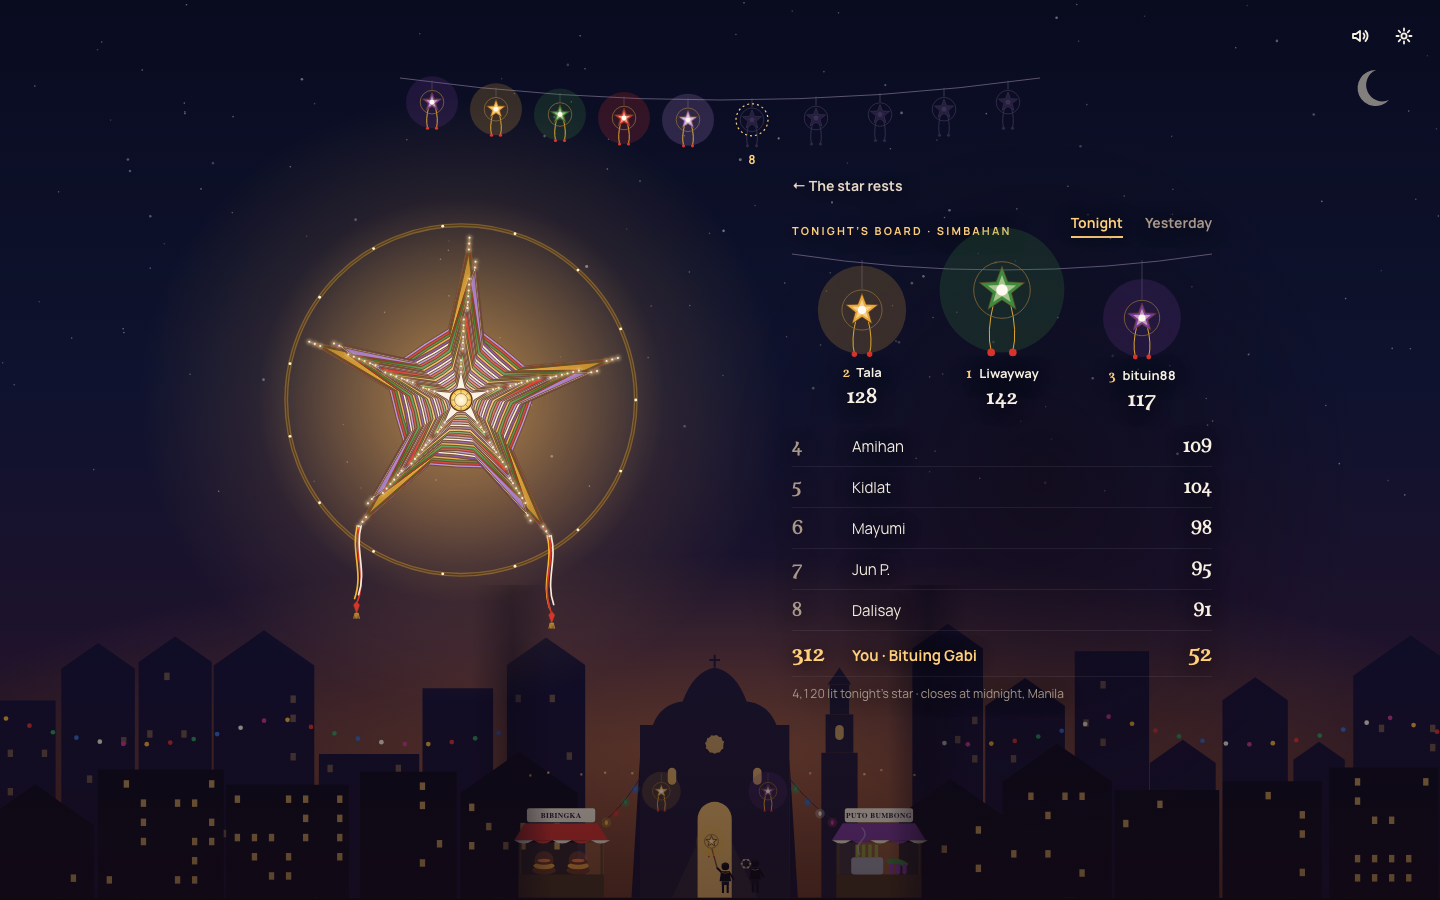 8
← The star rests
TONIGHT'S BOARD · SIMBAHAN
Tonight Yesterday
2 Tala
128
1 Liwayway
142
3 bituin88
117
4 Amihan 109
5 Kidlat 104
6 Mayumi 98
7 Jun P. 95
8 Dalisay 91
312 You · Bituing Gabi 52
4,120 lit tonight's star · closes at midnight, Manila
BIBINGKA
PUTO BUMBONG